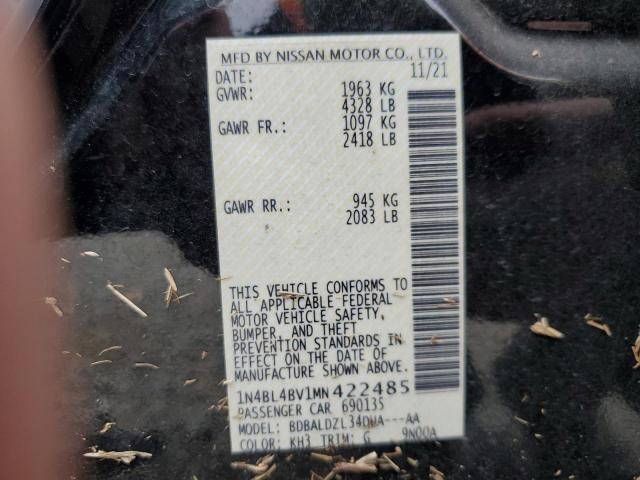 MFD BY NISSAN MOTOR CO., LTD.
DATE: 11/21
GVWR: 1963 KG
4328 LB
GAWR FR.: 1097 KG
2418 LB
GAWR RR.: 945 KG
2083 LB
THIS VEHICLE CONFORMS TO
ALL APPLICABLE FEDERAL
MOTOR VEHICLE SAFETY,
BUMPER, AND THEFT
PREVENTION STANDARDS IN
EFFECT ON THE DATE OF
MANUFACTURE SHOWN ABOVE.
1N4BL4BV1MN422485
PASSENGER CAR 690135
MODEL: BDBALDZL34DUA---AA
COLOR: KH3 TRIM: G 9N00A